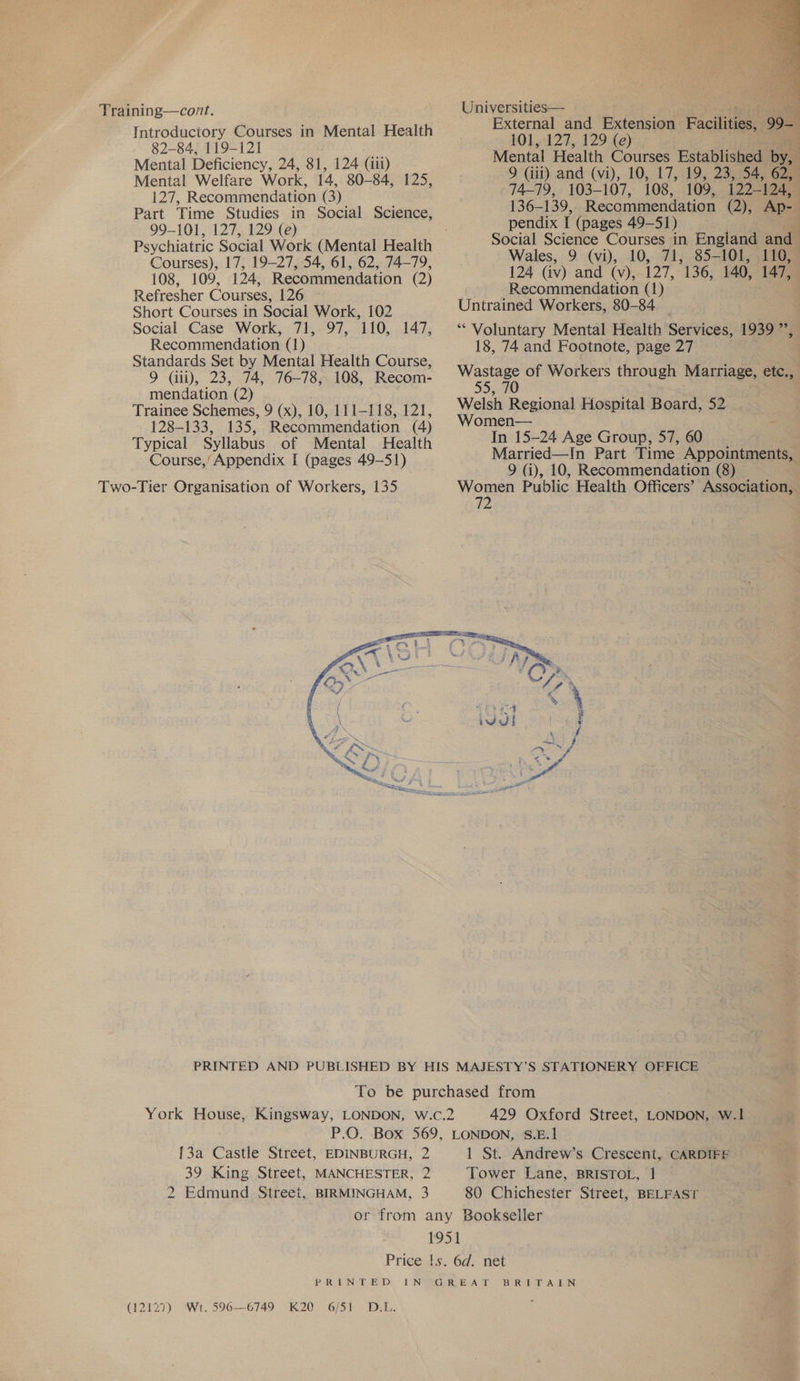 Training—cont.
Introductory Courses in Mental Health
82–84, 119–121
Mental Deficiency, 24, 81, 124 (iii)
Mental Welfare Work, 14, 80–84, 125,
127, Recommendation (3)
Part Time Studies in Social Science,
99–101, 127, 129 (e)
Psychiatric Social Work (Mental Health
Courses), 17, 19–27, 54, 61, 62, 74–79,
108, 109, 124, Recommendation (2)
Refresher Courses, 126
Short Courses in Social Work, 102
Social Case Work, 71, 97, 110, 147,
Recommendation (1)
Standards Set by Mental Health Course,
9 (iii), 23, 74, 76–78, 108, Recom-
mendation (2)
Trainee Schemes, 9 (x), 10, 111–118, 121,
128–133, 135, Recommendation (4)
Typical Syllabus of Mental Health
Course, Appendix I (pages 49–51)
Two-Tier Organisation of Workers, 135
Universities—
External and Extension Facilities, 99–
101, 127, 129 (e)
Mental Health Courses Established by,
9 (iii) and (vi), 10, 17, 19, 23, 54, 62,
74–79, 103–107, 108, 109, 122–124,
136–139, Recommendation (2), Ap-
pendix I (pages 49–51)
Social Science Courses in England and
Wales, 9 (vi), 10, 71, 85–101, 110,
124 (iv) and (v), 127, 136, 140, 147,
Recommendation (1)
Untrained Workers, 80–84
“ Voluntary Mental Health Services, 1939 ”,
18, 74 and Footnote, page 27
Wastage of Workers through Marriage, etc.,
55, 70
Welsh Regional Hospital Board, 52
Women—
In 15–24 Age Group, 57, 60
Married—In Part Time Appointments,
9 (i), 10, Recommendation (8)
Women Public Health Officers’ Association,
72
PRINTED AND PUBLISHED BY HIS MAJESTY'S STATIONERY OFFICE
To be purchased from
York House, Kingsway, LONDON, W.C.2 429 Oxford Street, LONDON, W.1
P.O. Box 569, LONDON, S.E.1
13a Castle Street, EDINBURGH, 2 1 St. Andrew's Crescent, CARDIFF
39 King Street, MANCHESTER, 2 Tower Lane, BRISTOL, 1
2 Edmund Street, BIRMINGHAM, 3 80 Chichester Street, BELFAST
or from any Bookseller
1951
Price 1s. 6d. net
PRINTED IN GREAT BRITAIN
(12127) Wt. 596—6749 K20 6/51 D.L.